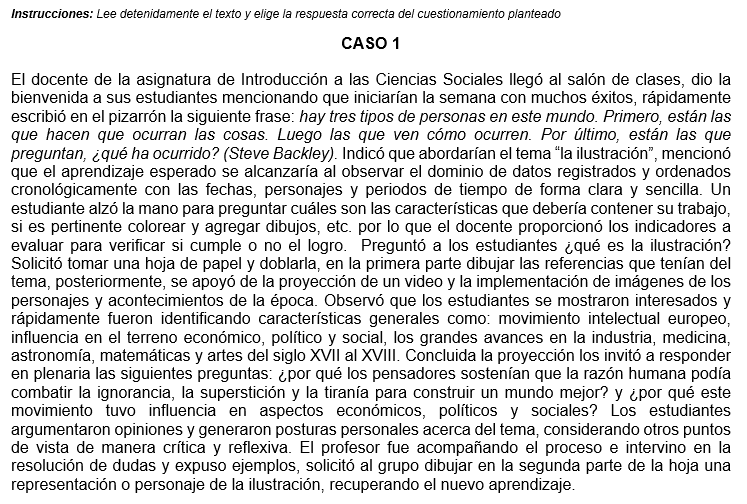 Instrucciones: Lee detenidamente el texto y elige la respuesta correcta del cuestionamiento planteado
CASO 1
El docente de la asignatura de Introducción a las Ciencias Sociales llegó al salón de clases, dio la
bienvenida a sus estudiantes mencionando que iniciarían la semana con muchos éxitos, rápidamente
escribió en el pizarrón la siguiente frase: hay tres tipos de personas en este mundo. Primero, están las
que hacen que ocurran las cosas. Luego las que ven cómo ocurren. Por último, están las que
preguntan, ¿qué ha ocurrido? (Steve Backley). Indicó que abordarían el tema “la ilustración”, mencionó
que el aprendizaje esperado se alcanzaría al observar el dominio de datos registrados y ordenados
cronológicamente con las fechas, personajes y periodos de tiempo de forma clara y sencilla. Un
estudiante alzó la mano para preguntar cuáles son las características que debería contener su trabajo,
si es pertinente colorear y agregar dibujos, etc. por lo que el docente proporcionó los indicadores a
evaluar para verificar si cumple o no el logro. Preguntó a los estudiantes ¿qué es la ilustración?
Solicitó tomar una hoja de papel y doblarla, en la primera parte dibujar las referencias que tenían del
tema, posteriormente, se apoyó de la proyección de un video y la implementación de imágenes de los
personajes y acontecimientos de la época. Observó que los estudiantes se mostraron interesados y
rápidamente fueron identificando características generales como: movimiento intelectual europeo,
influencia en el terreno económico, político y social, los grandes avances en la industria, medicina,
astronomía, matemáticas y artes del siglo XVII al XVIII. Concluida la proyección los invitó a responder
en plenaria las siguientes preguntas: ¿por qué los pensadores sostenían que la razón humana podía
combatir la ignorancia, la superstición y la tiranía para construir un mundo mejor? y ¿por qué este
movimiento tuvo influencia en aspectos económicos, políticos y sociales? Los estudiantes
argumentaron opiniones y generaron posturas personales acerca del tema, considerando otros puntos
de vista de manera crítica y reflexiva. El profesor fue acompañando el proceso e intervino en la
resolución de dudas y expuso ejemplos, solicitó al grupo dibujar en la segunda parte de la hoja una
representación o personaje de la ilustración, recuperando el nuevo aprendizaje.